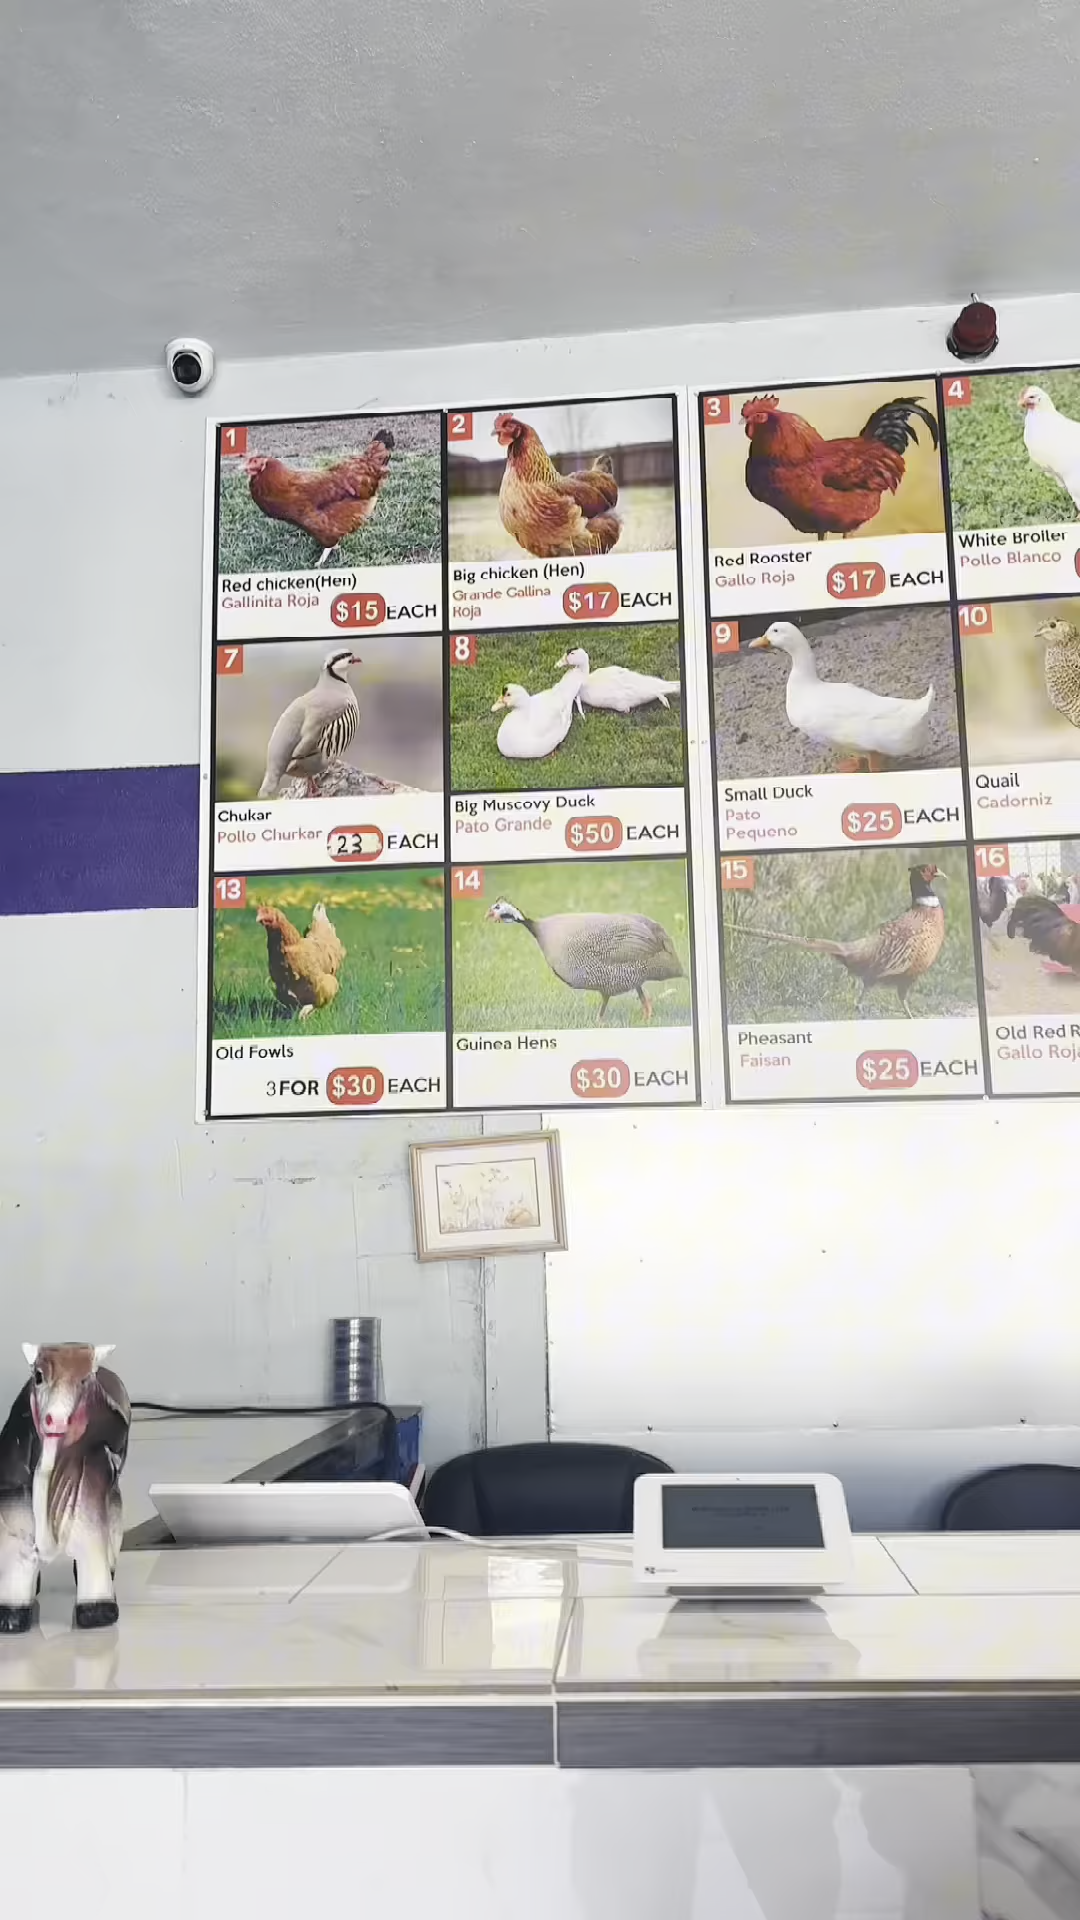 1
Red chicken(Hen)
Gallinita Roja
$15 EACH
2
Big chicken (Hen)
Grande Gallina
Roja
$17 EACH
3
Red Rooster
Gallo Roja
$17 EACH
4
White Broiler
Pollo Blanco
7
Chukar
Pollo Churkar
23 EACH
8
Big Muscovy Duck
Pato Grande
$50 EACH
9
Small Duck
Pato
Pequeno
$25 EACH
10
Quail
Cadorniz
13
Old Fowls
3 FOR $30 EACH
14
Guinea Hens
$30 EACH
15
Pheasant
Faisan
$25 EACH
16
Old Red R
Gallo Roja